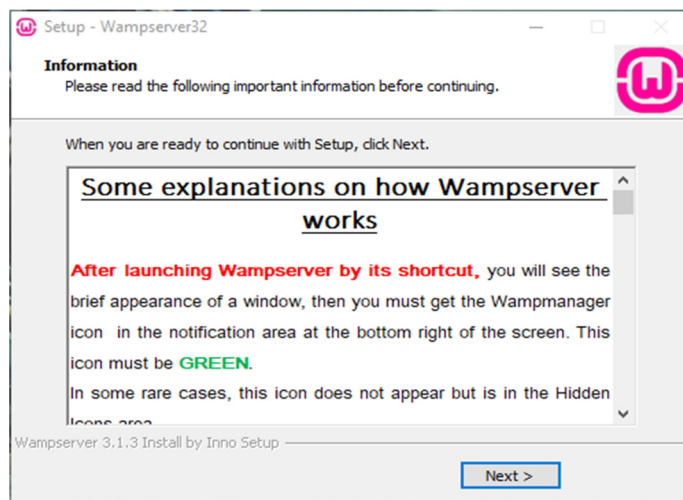 Setup - Wampserver32
Information
Please read the following important information before continuing.
When you are ready to continue with Setup, click Next.
Some explanations on how Wampserver
works
After launching Wampserver by its shortcut, you will see the
brief appearance of a window, then you must get the Wampmanager
icon in the notification area at the bottom right of the screen. This
icon must be GREEN.
In some rare cases, this icon does not appear but is in the Hidden
Icons area
Wampserver 3.1.3 Install by Inno Setup
Next >